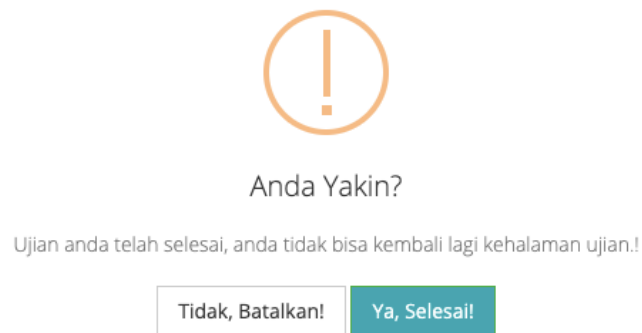 Anda Yakin?
Ujian anda telah selesai, anda tidak bisa kembali lagi kehalaman ujian.!
Tidak, Batalkan!
Ya, Selesai!